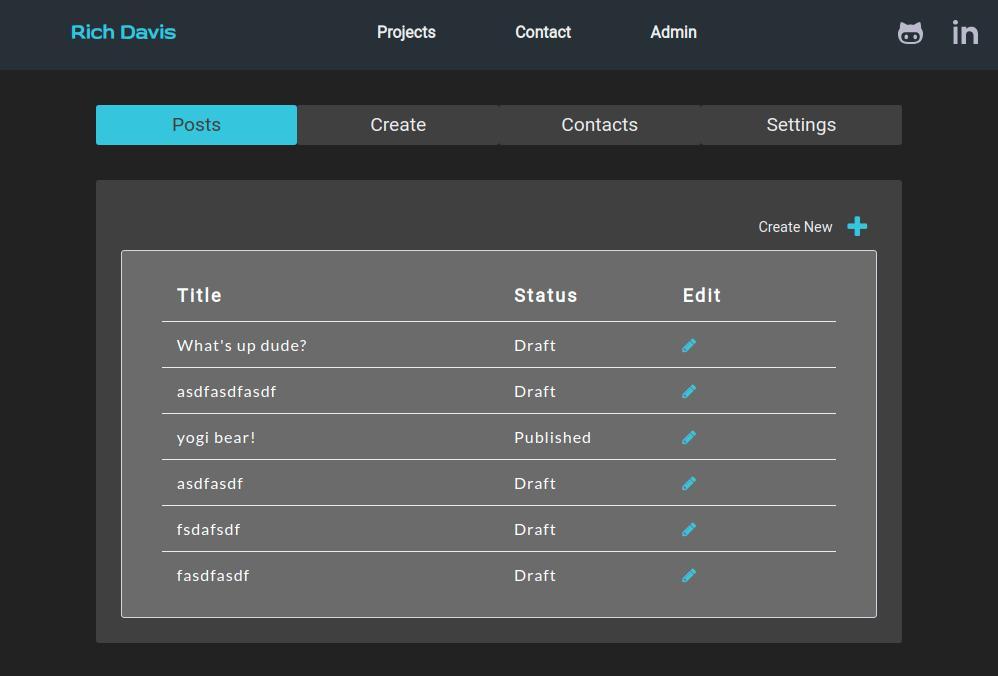 Rich Davis Projects Contact Admin in
Posts Create Contacts Settings
Create New
Title Status Edit
What's up dude? Draft
asdfasdfasdf Draft
yogi bear! Published
asdfasdf Draft
fsdafsdf Draft
fasdfasdf Draft